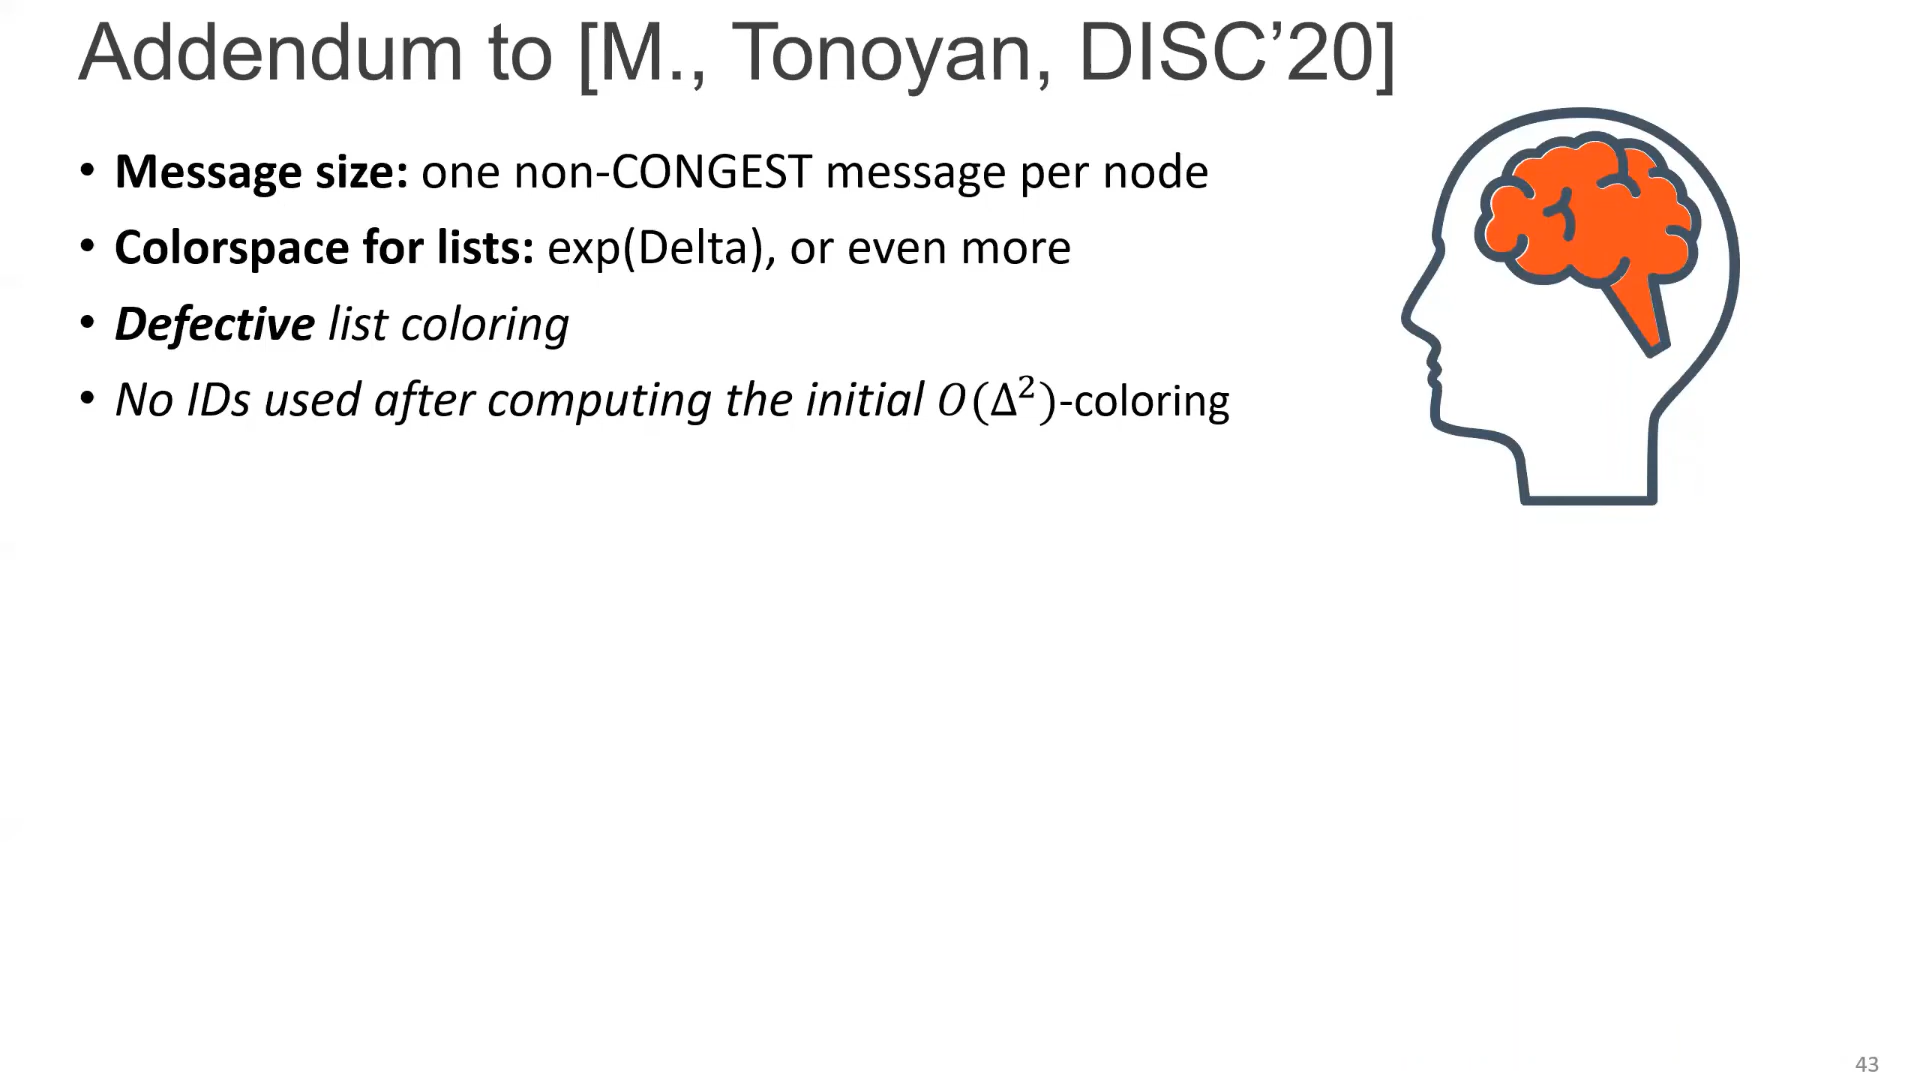 Addendum to [M., Tonoyan, DISC’20]
• Message size: one non-CONGEST message per node
• Colorspace for lists: exp(Delta), or even more
• Defective list coloring
• No IDs used after computing the initial 𝑂(Δ²)-coloring
43